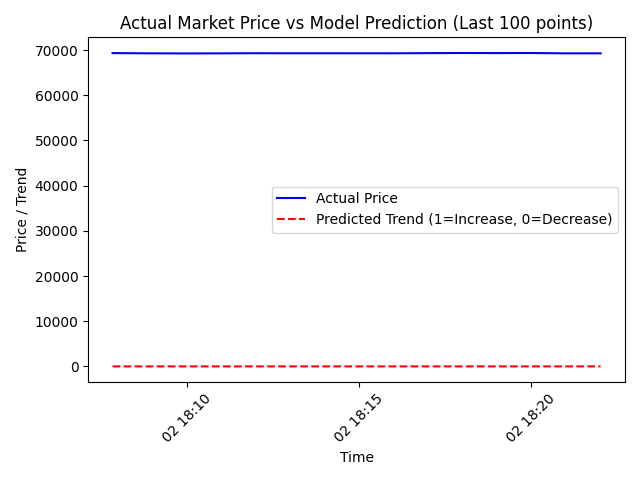 Actual Market Price vs Model Prediction (Last 100 points)
70000
60000
50000
40000
30000
20000
10000
0
Price / Trend
Actual Price
Predicted Trend (1=Increase, 0=Decrease)
02 18:10
02 18:15
02 18:20
Time